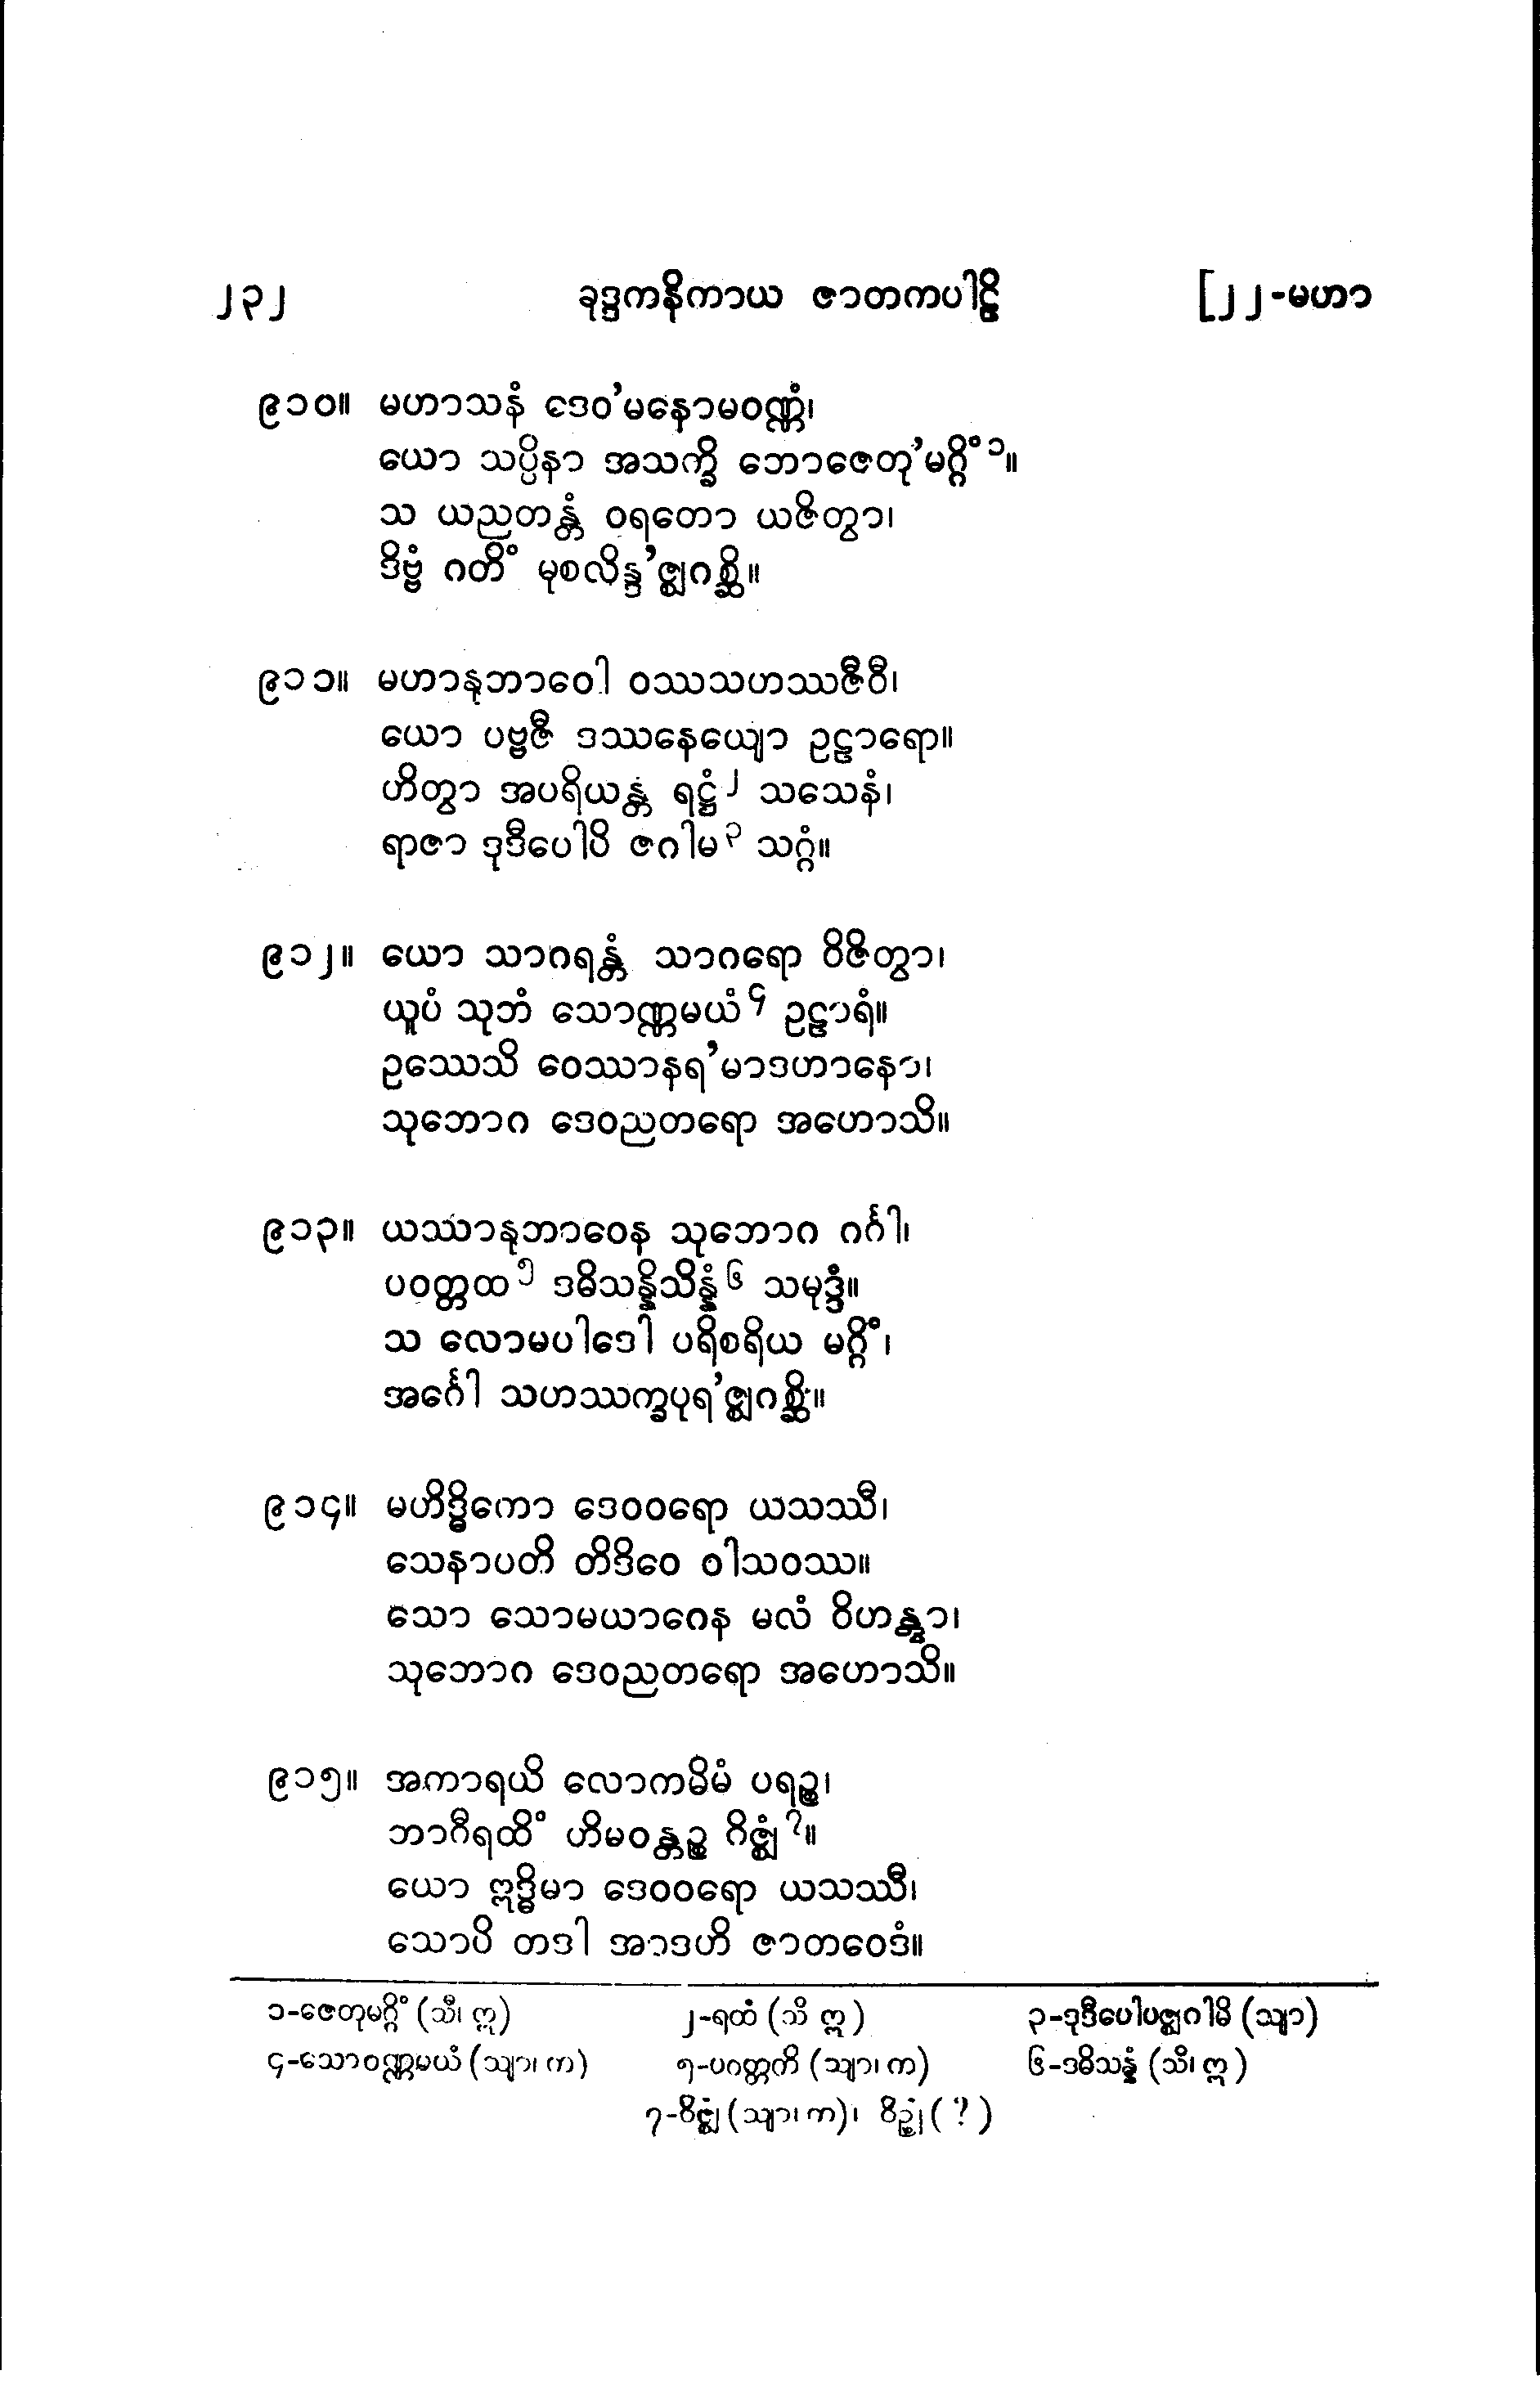 ၂၃၂ ခုဒ္ဒကနိကာယ ဇာတကပါဠိ [၂၂-မဟာ
၉၁၀။ မဟာသနံ ဒေဝ’မနောမဝဏ္ဏံ၊
ယော သပ္ပိနာ အသက္ခိ ဘောဇေတု’မဂ္ဂိံ ၁။
သ ယညတန္တံ ဝရတော ယဇိတွာ၊
ဒိဗ္ဗံ ဂတိံ မုစလိန္ဒ’ဇ္ဈဂစ္ဆိ။
၉၁၁။ မဟာနုဘာဝေါ ဝဿသဟဿဇီဝီ၊
ယော ပဗ္ဗဇီ ဒဿနေယျော ဥဠာရော။
ဟိတွာ အပရိယန္တ ရဋ္ဌံ၂ သသေနံ၊
ရာဇာ ဒုဒီပေါပိ ဇဂါမ၃ သဂ္ဂံ။
၉၁၂။ ယော သာဂရန္တံ သာဂရော ဝိဇိတွာ၊
ယူပံ သုဘံ သောဏ္ဏမယံ၄ ဥဠာရံ။
ဥဿေသိ ဝေဿာနရ’မာဒဟာနော၊
သုဘောဂ ဒေဝညတရော အဟောသိ။
၉၁၃။ ယဿာနုဘာဝေန သုဘောဂ ဂင်္ဂါ၊
ပဝတ္တထ၅ ဒဓိသန္နိသိန္နံ၆ သမုဒ္ဒံ။
သ လောမပါဒေါ ပရိစရိယ မဂ္ဂိံ၊
အင်္ဂေါ သဟဿက္ခပုရ’ဇ္ဈဂစ္ဆိ။
၉၁၄။ မဟိဒ္ဓိကော ဒေဝဝရော ယသဿီ၊
သေနာပတိ တိဒိဝေ ဝါသဝဿ။
သော သောမယာဂေန မလံ ဝိဟန္တွာ၊
သုဘောဂ ဒေဝညတရော အဟောသိ။
၉၁၅။ အကာရယိ လောကမိမံ ပရဉ္စ၊
ဘာဂီရထိံ ဟိမဝန္တဉ္စ ဂိဇ္ဈံ၇။
ယော ဣဒ္ဓိမာ ဒေဝဝရော ယသဿီ၊
သောပိ တဒါ အာဒဟိ ဇာတဝေဒံ။
၁-ဇေတုမဂ္ဂိံ (သီ၊ ဣ) ၂-ရထံ (သီ ဣ) ၃-ဒုဒီပေါပဇ္ဈဂါမိ (သျာ)
၄-သောဝဏ္ဏမယံ (သျာ၊ က) ၅-ပဝတ္တတိ (သျာ၊ က) ၆-ဒဓိသန္နံ (သီ၊ ဣ)
၇-ဝိဇ္ဈံ (သျာ၊ က)၊ ဝိဉ္ဈံ (?)